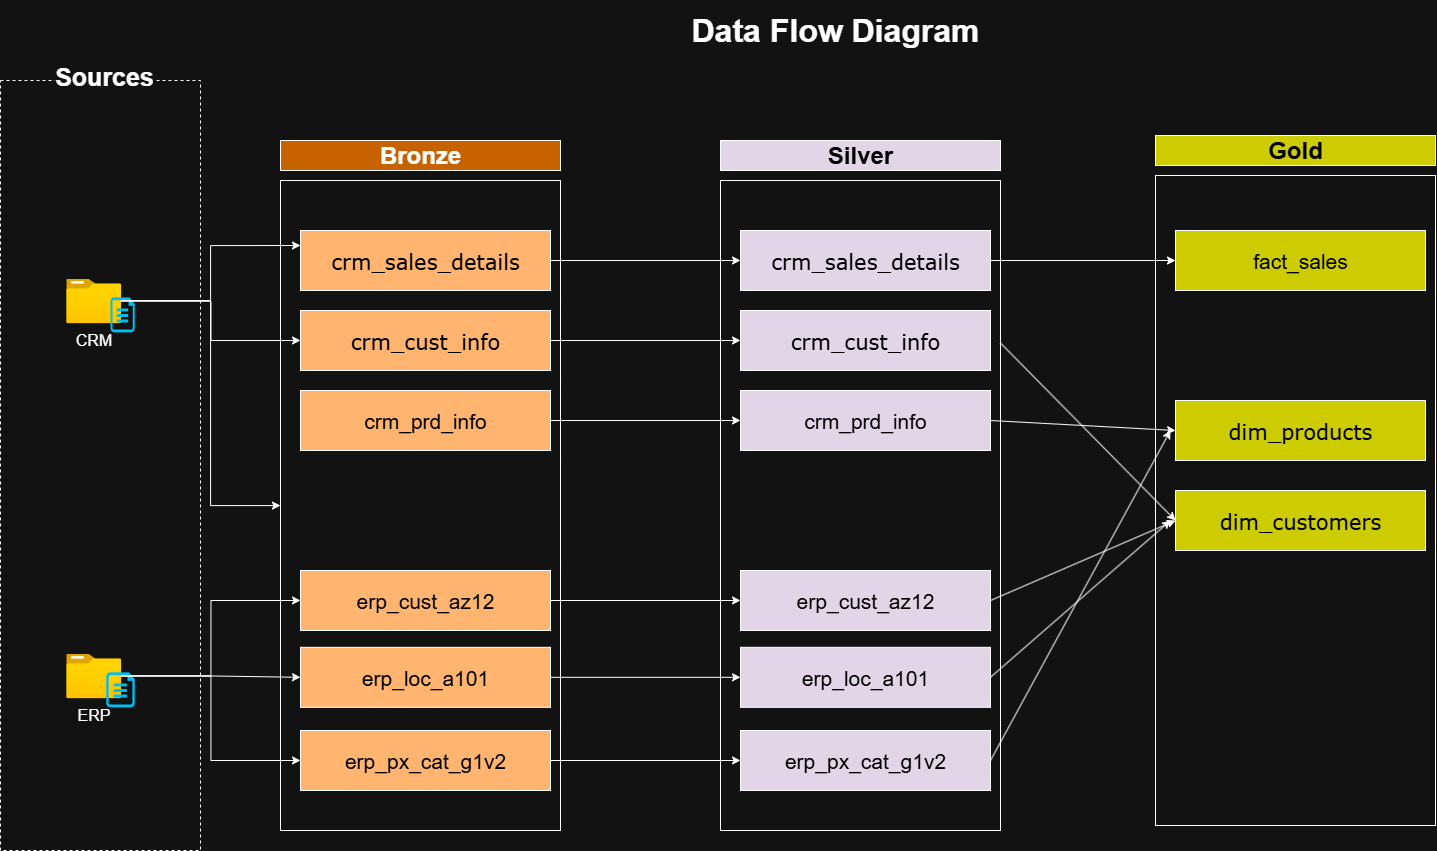 Data Flow Diagram
Sources
Bronze
Silver
Gold
crm_sales_details
crm_sales_details
fact_sales
CRM
crm_cust_info
crm_cust_info
crm_prd_info
crm_prd_info
dim_products
dim_customers
erp_cust_az12
erp_cust_az12
ERP
erp_loc_a101
erp_loc_a101
erp_px_cat_g1v2
erp_px_cat_g1v2